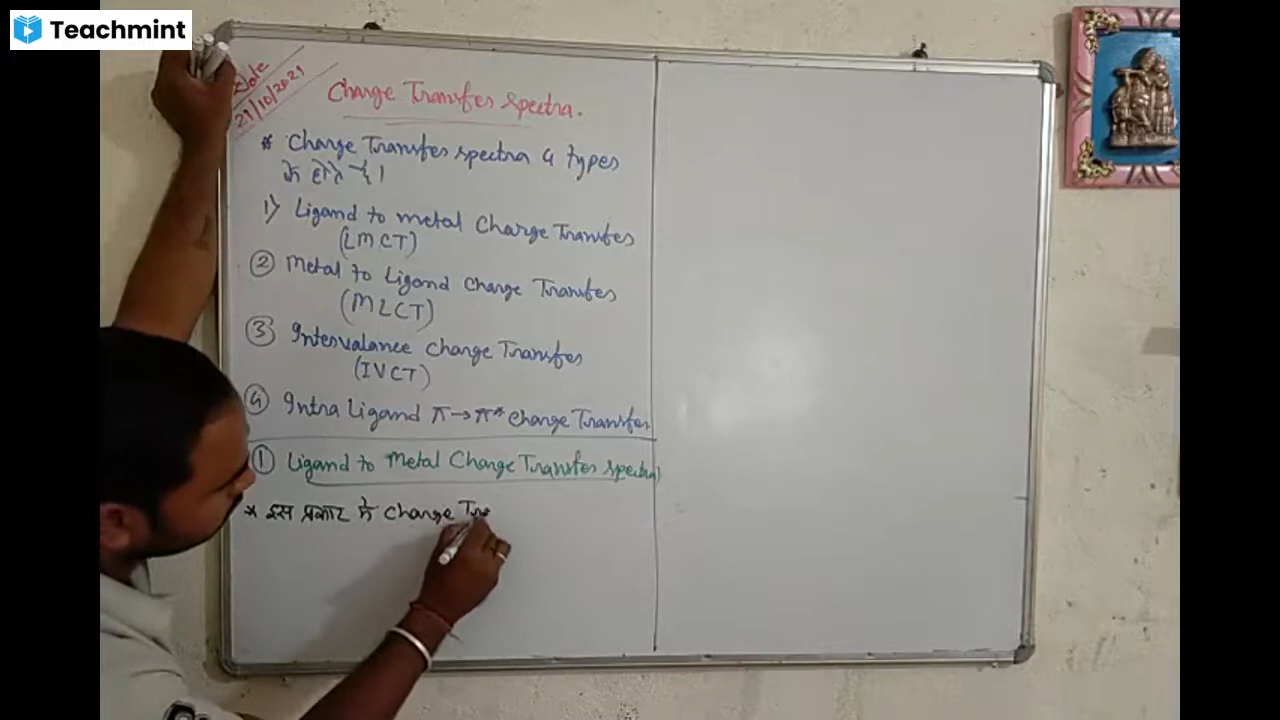 Teachmint
Date
21/10/2021
Charge Transfer Spectra.
* Charge Transfer spectra 4 types
के होते हैं।
1) Ligand to metal Charge Transfer
(LMCT)
② Metal to Ligand Charge Transfer
(MLCT)
③ Intervalance Charge Transfer
(IVCT)
④ Intra Ligand π→π* Charge Transfer
① Ligand to Metal Charge Transfer Spectra
* इस प्रकार के Charge Tra